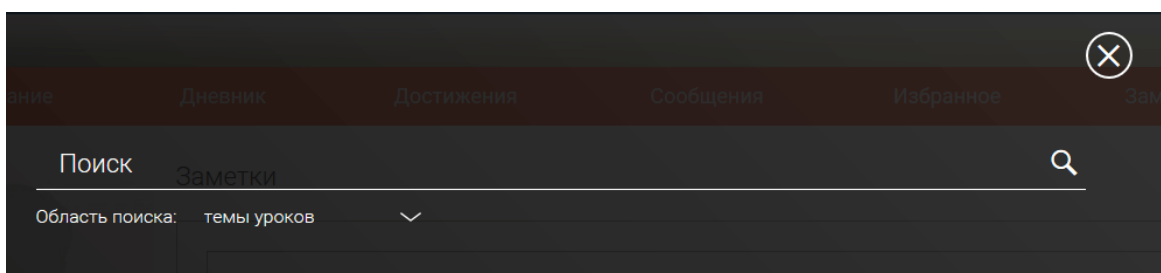 ание Дневник Достижения Сообщения Избранное Зам
Поиск
Заметки
Область поиска: темы уроков